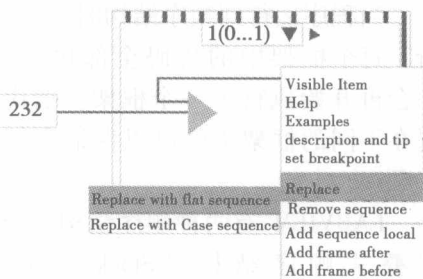 1(0...1)
232
Visible Item
Help
Examples
description and tip
set breakpoint
Replace
Remove sequence
Add sequence local
Add frame after
Add frame before
Replace with flat sequence
Replace with Case sequence